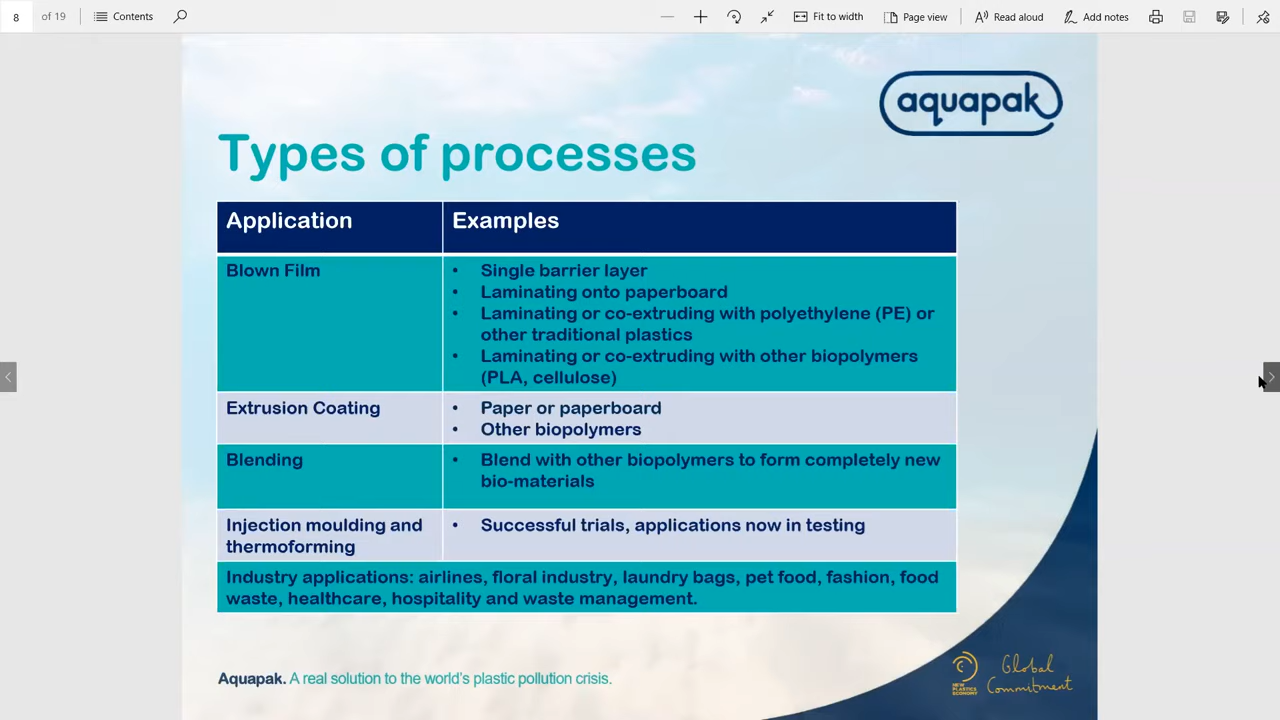 8 of 19 Contents Fit to width Page view Read aloud Add notes
aquapak
Types of processes
Application Examples
Blown Film
• Single barrier layer
• Laminating onto paperboard
• Laminating or co-extruding with polyethylene (PE) or
other traditional plastics
• Laminating or co-extruding with other biopolymers
(PLA, cellulose)
Extrusion Coating
• Paper or paperboard
• Other biopolymers
Blending
• Blend with other biopolymers to form completely new
bio-materials
Injection moulding and
thermoforming
• Successful trials, applications now in testing
Industry applications: airlines, floral industry, laundry bags, pet food, fashion, food
waste, healthcare, hospitality and waste management.
Aquapak. A real solution to the world's plastic pollution crisis.
NEW
PLASTICS
ECONOMY
Global
Commitment